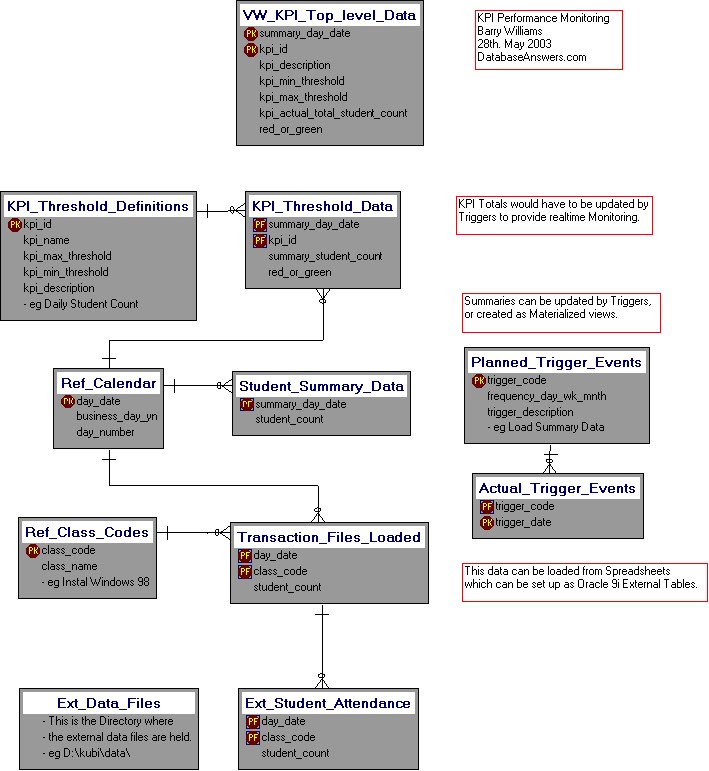 VW_KPI_Top_level_Data
PK summary_day_date
PK kpi_id
kpi_description
kpi_min_threshold
kpi_max_threshold
kpi_actual_total_student_count
red_or_green
KPI Performance Monitoring
Barry Williams
28th. May 2003
DatabaseAnswers.com
KPI_Threshold_Definitions
PK kpi_id
kpi_name
kpi_max_threshold
kpi_min_threshold
kpi_description
- eg Daily Student Count
KPI_Threshold_Data
PF summary_day_date
PF kpi_id
summary_student_count
red_or_green
KPI Totals would have to be updated by
Triggers to provide realtime Monitoring.
Summaries can be updated by Triggers,
or created as Materialized views.
Ref_Calendar
PK day_date
business_day_yn
day_number
Student_Summary_Data
PF summary_day_date
student_count
Planned_Trigger_Events
PK trigger_code
frequency_day_wk_mnth
trigger_description
- eg Load Summary Data
Actual_Trigger_Events
PF trigger_code
PK trigger_date
Ref_Class_Codes
PK class_code
class_name
- eg Instal Windows 98
Transaction_Files_Loaded
PF day_date
PF class_code
student_count
This data can be loaded from Spreadsheets
which can be set up as Oracle 9i External Tables.
Ext_Data_Files
- This is the Directory where
- the external data files are held.
- eg D:\kubi\data\
Ext_Student_Attendance
PF day_date
PF class_code
student_count